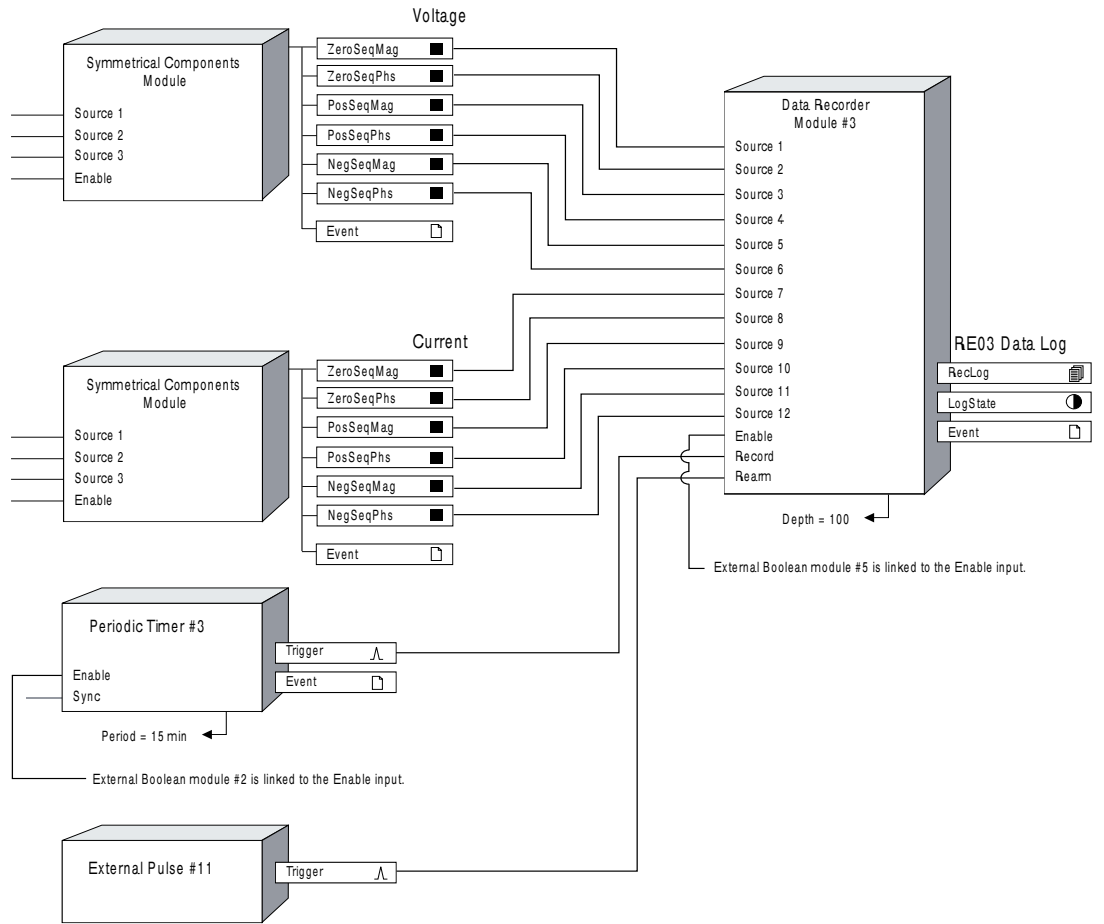 Voltage
Symmetrical Components
Module
Source 1
Source 2
Source 3
Enable
ZeroSeqMag
ZeroSeqPhs
PosSeqMag
PosSeqPhs
NegSeqMag
NegSeqPhs
Event
Data Recorder
Module #3
Source 1
Source 2
Source 3
Source 4
Source 5
Source 6
Source 7
Source 8
Source 9
Source 10
Source 11
Source 12
Enable
Record
Rearm
RE03 Data Log
RecLog
LogState
Event
Depth = 100
External Boolean module #5 is linked to the Enable input.
Current
Symmetrical Components
Module
Source 1
Source 2
Source 3
Enable
ZeroSeqMag
ZeroSeqPhs
PosSeqMag
PosSeqPhs
NegSeqMag
NegSeqPhs
Event
Periodic Timer #3
Enable
Sync
Trigger
Event
Period = 15 min
External Boolean module #2 is linked to the Enable input.
External Pulse #11
Trigger